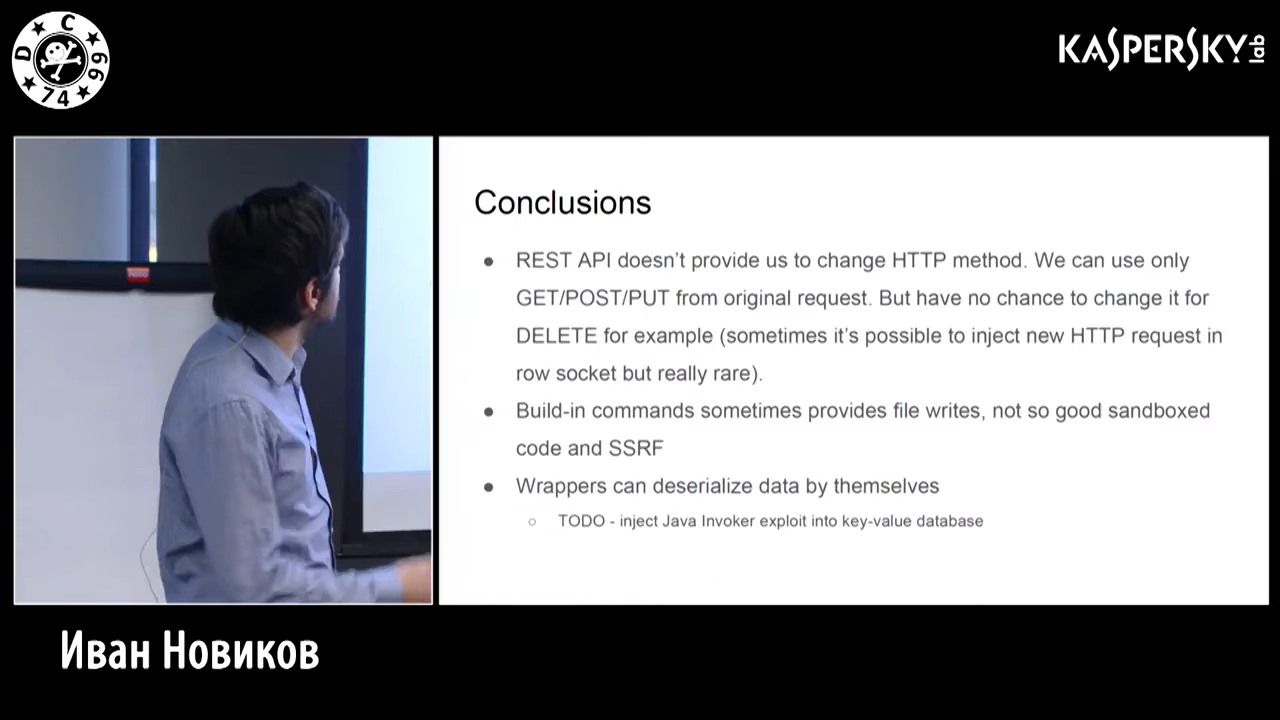 DC
7499
KASPERSKY lab
Conclusions
● REST API doesn't provide us to change HTTP method. We can use only
GET/POST/PUT from original request. But have no chance to change it for
DELETE for example (sometimes it's possible to inject new HTTP request in
row socket but really rare).
● Build-in commands sometimes provides file writes, not so good sandboxed
code and SSRF
● Wrappers can deserialize data by themselves
○ TODO - inject Java Invoker exploit into key-value database
Иван Новиков